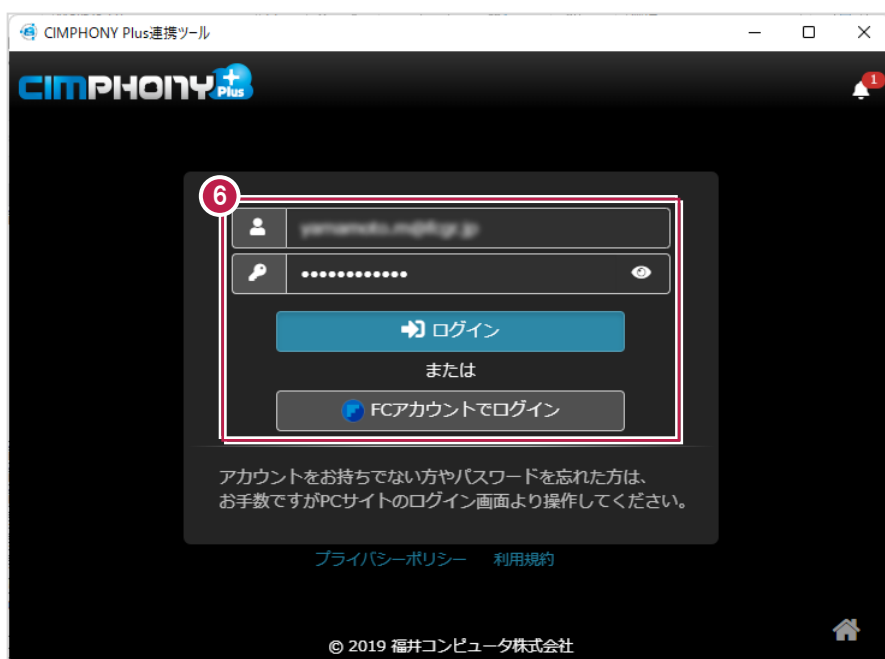 CIMPHONY Plus連携ツール
CIMPHONY Plus
1
6
••••••••••••
ログイン
または
FCアカウントでログイン
アカウントをお持ちでない方やパスワードを忘れた方は、
お手数ですがPCサイトのログイン画面より操作してください。
プライバシーポリシー 利用規約
© 2019 福井コンピュータ株式会社